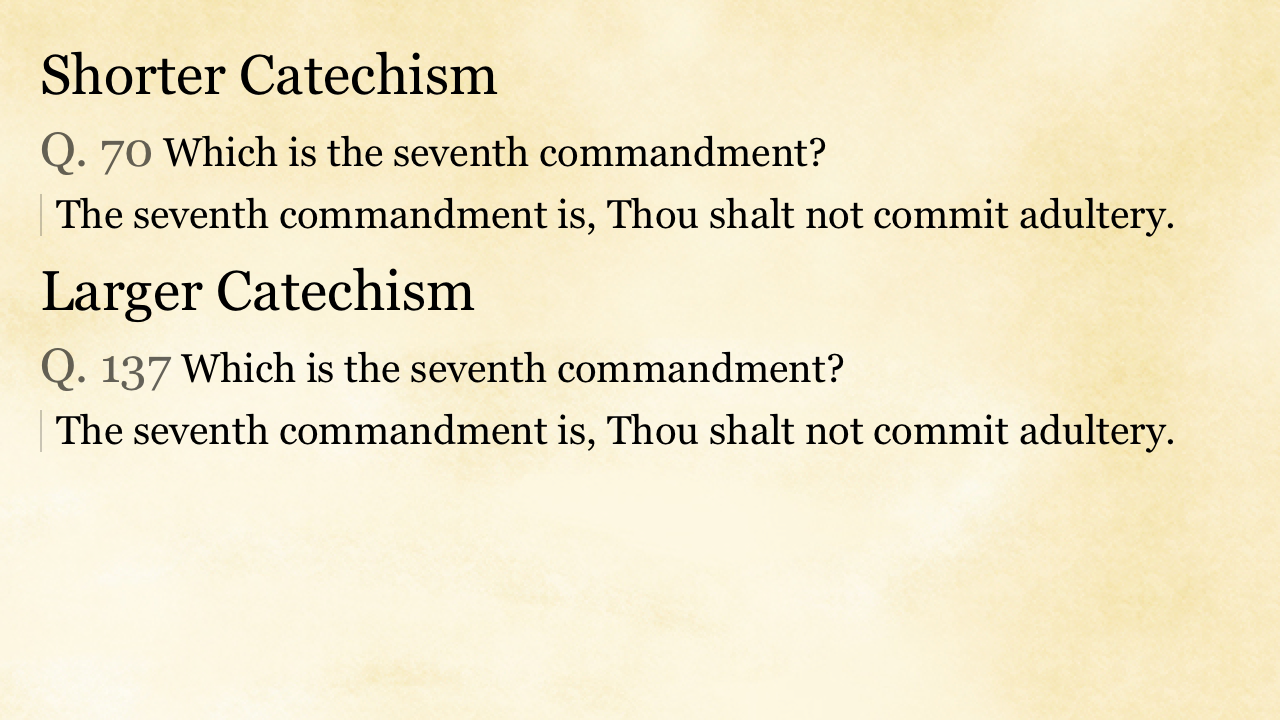 Shorter Catechism
Q. 70 Which is the seventh commandment?
The seventh commandment is, Thou shalt not commit adultery.
Larger Catechism
Q. 137 Which is the seventh commandment?
The seventh commandment is, Thou shalt not commit adultery.